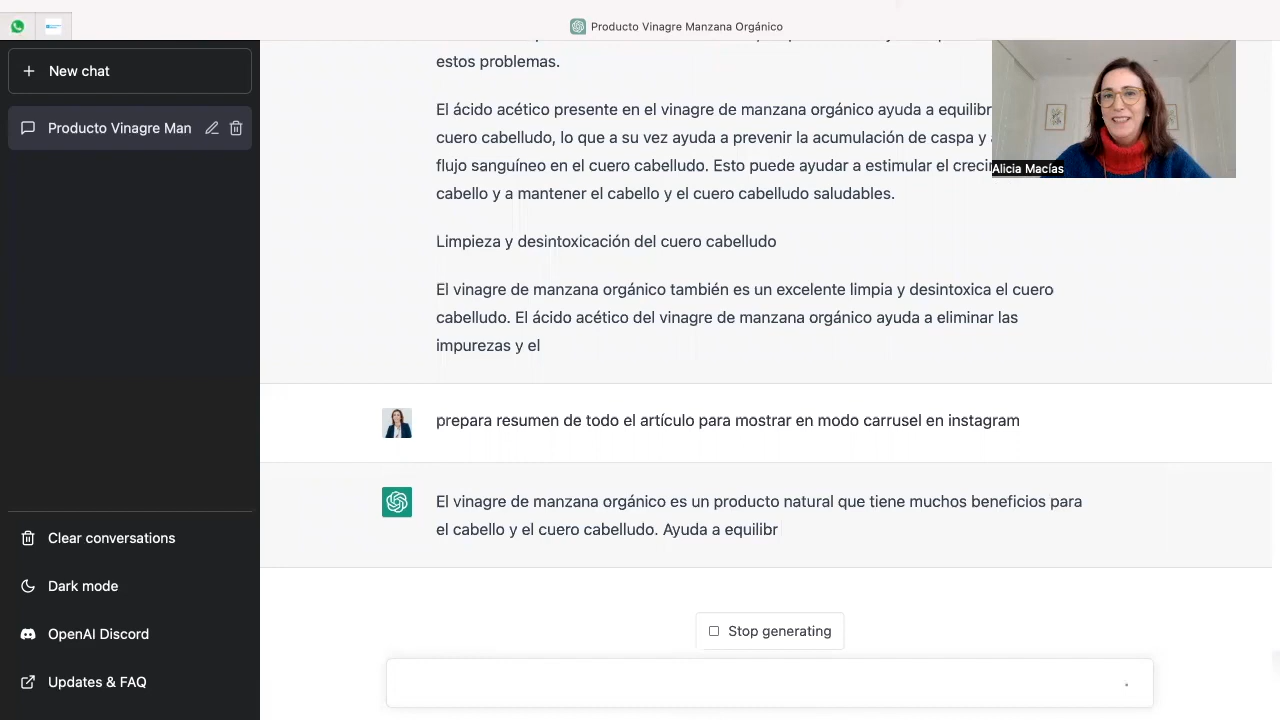 Producto Vinagre Manzana Orgánico
New chat
Producto Vinagre Man
Clear conversations
Dark mode
OpenAI Discord
Updates & FAQ
estos problemas.
El ácido acético presente en el vinagre de manzana orgánico ayuda a equilibr
cuero cabelludo, lo que a su vez ayuda a prevenir la acumulación de caspa y
flujo sanguíneo en el cuero cabelludo. Esto puede ayudar a estimular el creci
cabello y a mantener el cabello y el cuero cabelludo saludables.
Limpieza y desintoxicación del cuero cabelludo
El vinagre de manzana orgánico también es un excelente limpia y desintoxica el cuero
cabelludo. El ácido acético del vinagre de manzana orgánico ayuda a eliminar las
impurezas y el
Alicia Macías
prepara resumen de todo el artículo para mostrar en modo carrusel en instagram
El vinagre de manzana orgánico es un producto natural que tiene muchos beneficios para
el cabello y el cuero cabelludo. Ayuda a equilibr
Stop generating